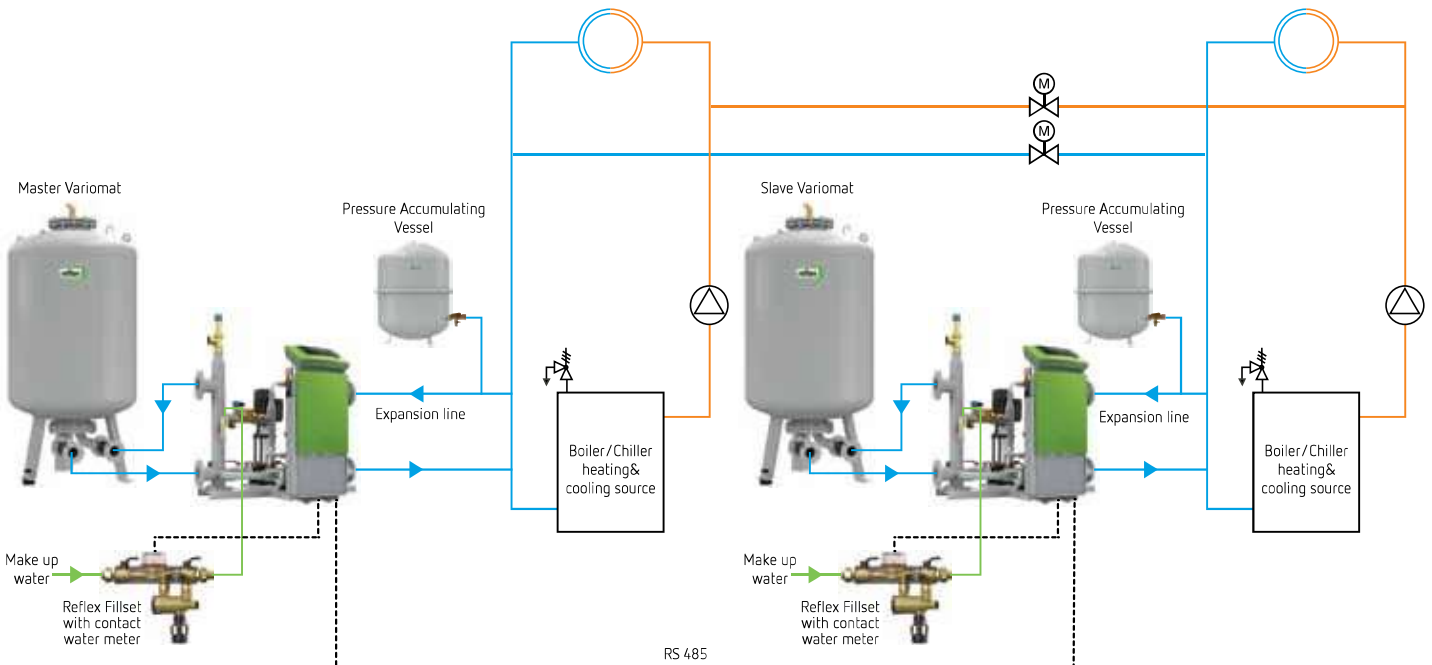 M
M
Master Variomat
Pressure Accumulating
Vessel
Slave Variomat
Pressure Accumulating
Vessel
reflex
reflex
Expansion line
Expansion line
Boiler/Chiller
heating&
cooling source
Boiler/Chiller
heating&
cooling source
Make up
water
Reflex Fillset
with contact
water meter
Make up
water
Reflex Fillset
with contact
water meter
RS 485